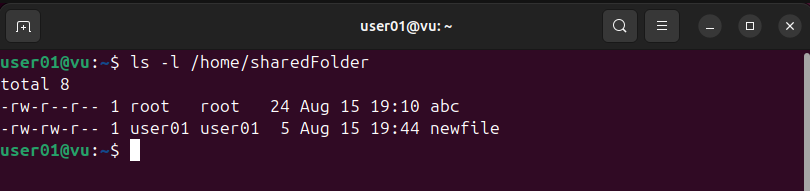 user01@vu: ~
user01@vu:~$ ls -l /home/sharedFolder
total 8
-rw-r--r-- 1 root   root   24 Aug 15 19:10 abc
-rw-rw-r-- 1 user01 user01  5 Aug 15 19:44 newfile
user01@vu:~$